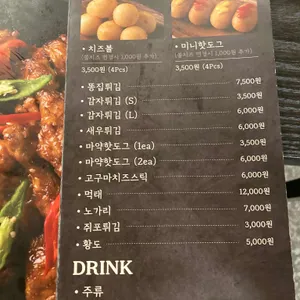 • 치즈볼
3,500원 (4Pcs)
• 미니핫도그
3,500원 (4Pcs)
• 똥집튀김 7,500원
• 감자튀김 (S) 3,500원
• 감자튀김 (L) 6,000원
• 새우튀김 6,000원
• 마약핫도그 (1ea) 3,500원
• 마약핫도그 (2ea) 6,000원
• 고구마치즈스틱 6,000원
• 먹태 12,000원
• 노가리 7,000원
• 쥐포튀김 3,000원
• 황도 5,000원
DRINK
• 주류